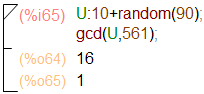 (%i65) U:10+random(90);
gcd(U,561);
(%o64) 16
(%o65) 1